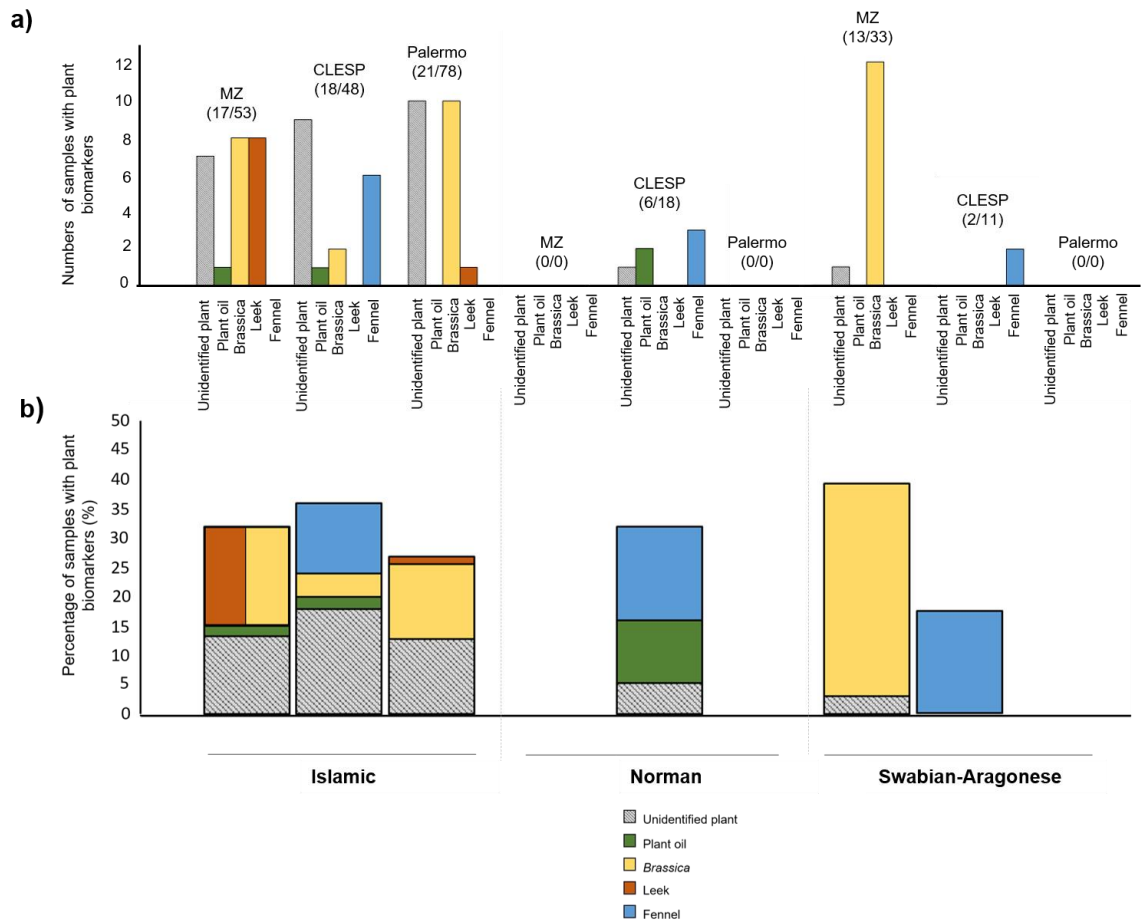 a)
Numbers of samples with plant
biomarkers
12
10
8
6
4
2
0
MZ
(17/53)
CLESP
(18/48)
Palermo
(21/78)
MZ
(0/0)
CLESP
(6/18)
Palermo
(0/0)
MZ
(13/33)
CLESP
(2/11)
Palermo
(0/0)
Unidentified plant
Plant oil
Brassica
Leek
Fennel
Unidentified plant
Plant oil
Brassica
Leek
Fennel
Unidentified plant
Plant oil
Brassica
Leek
Fennel
Unidentified plant
Plant oil
Brassica
Leek
Fennel
Unidentified plant
Plant oil
Brassica
Leek
Fennel
Unidentified plant
Plant oil
Brassica
Leek
Fennel
Unidentified plant
Plant oil
Brassica
Leek
Fennel
Unidentified plant
Plant oil
Brassica
Leek
Fennel
Unidentified plant
Plant oil
Brassica
Leek
Fennel
b)
Percentage of samples with plant
biomarkers (%)
50
45
40
35
30
25
20
15
10
5
0
Islamic
Norman
Swabian-Aragonese
Unidentified plant
Plant oil
Brassica
Leek
Fennel